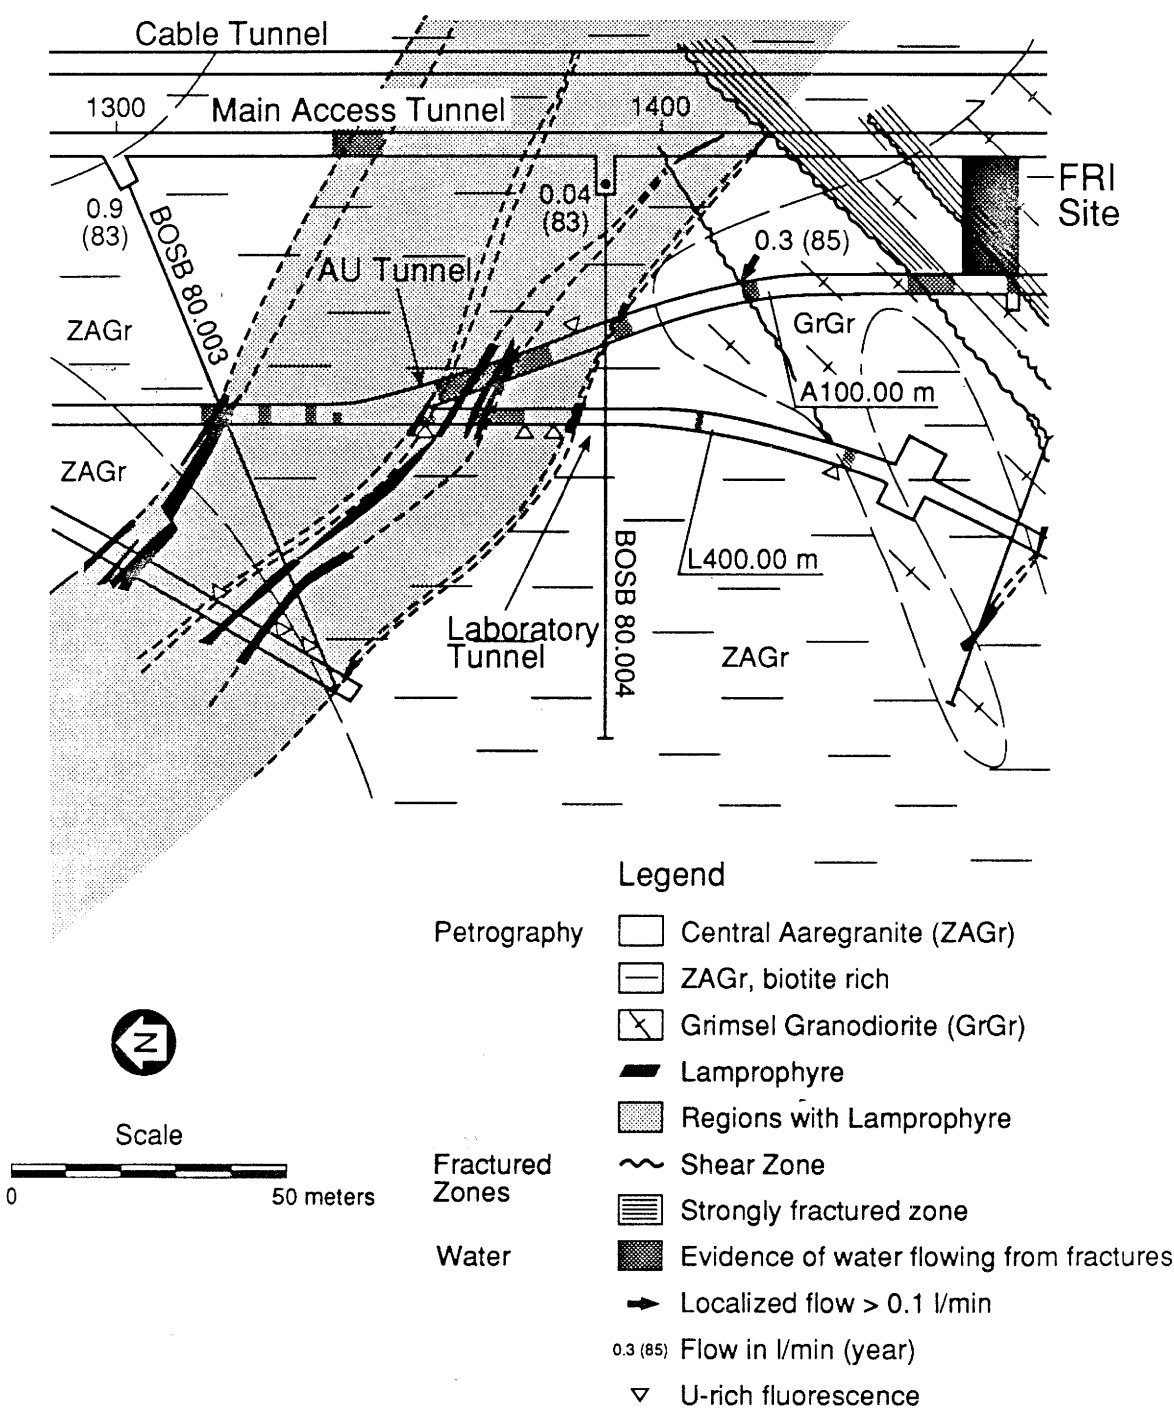 Cable Tunnel
1300
Main Access Tunnel
1400
FRI
Site
0.9
(83)
BOSB 80.003
0.04
(83)
0.3 (85)
AU Tunnel
ZAGr
GrGr
A100.00 m
ZAGr
BOSB 80.004
L400.00 m
Laboratory
Tunnel
ZAGr
Legend
Petrography
Central Aaregranite (ZAGr)
ZAGr, biotite rich
Grimsel Granodiorite (GrGr)
N
Lamprophyre
Regions with Lamprophyre
Scale
0
50 meters
Fractured
Zones
Shear Zone
Strongly fractured zone
Water
Evidence of water flowing from fractures
Localized flow > 0.1 l/min
0.3 (85) Flow in l/min (year)
U-rich fluorescence